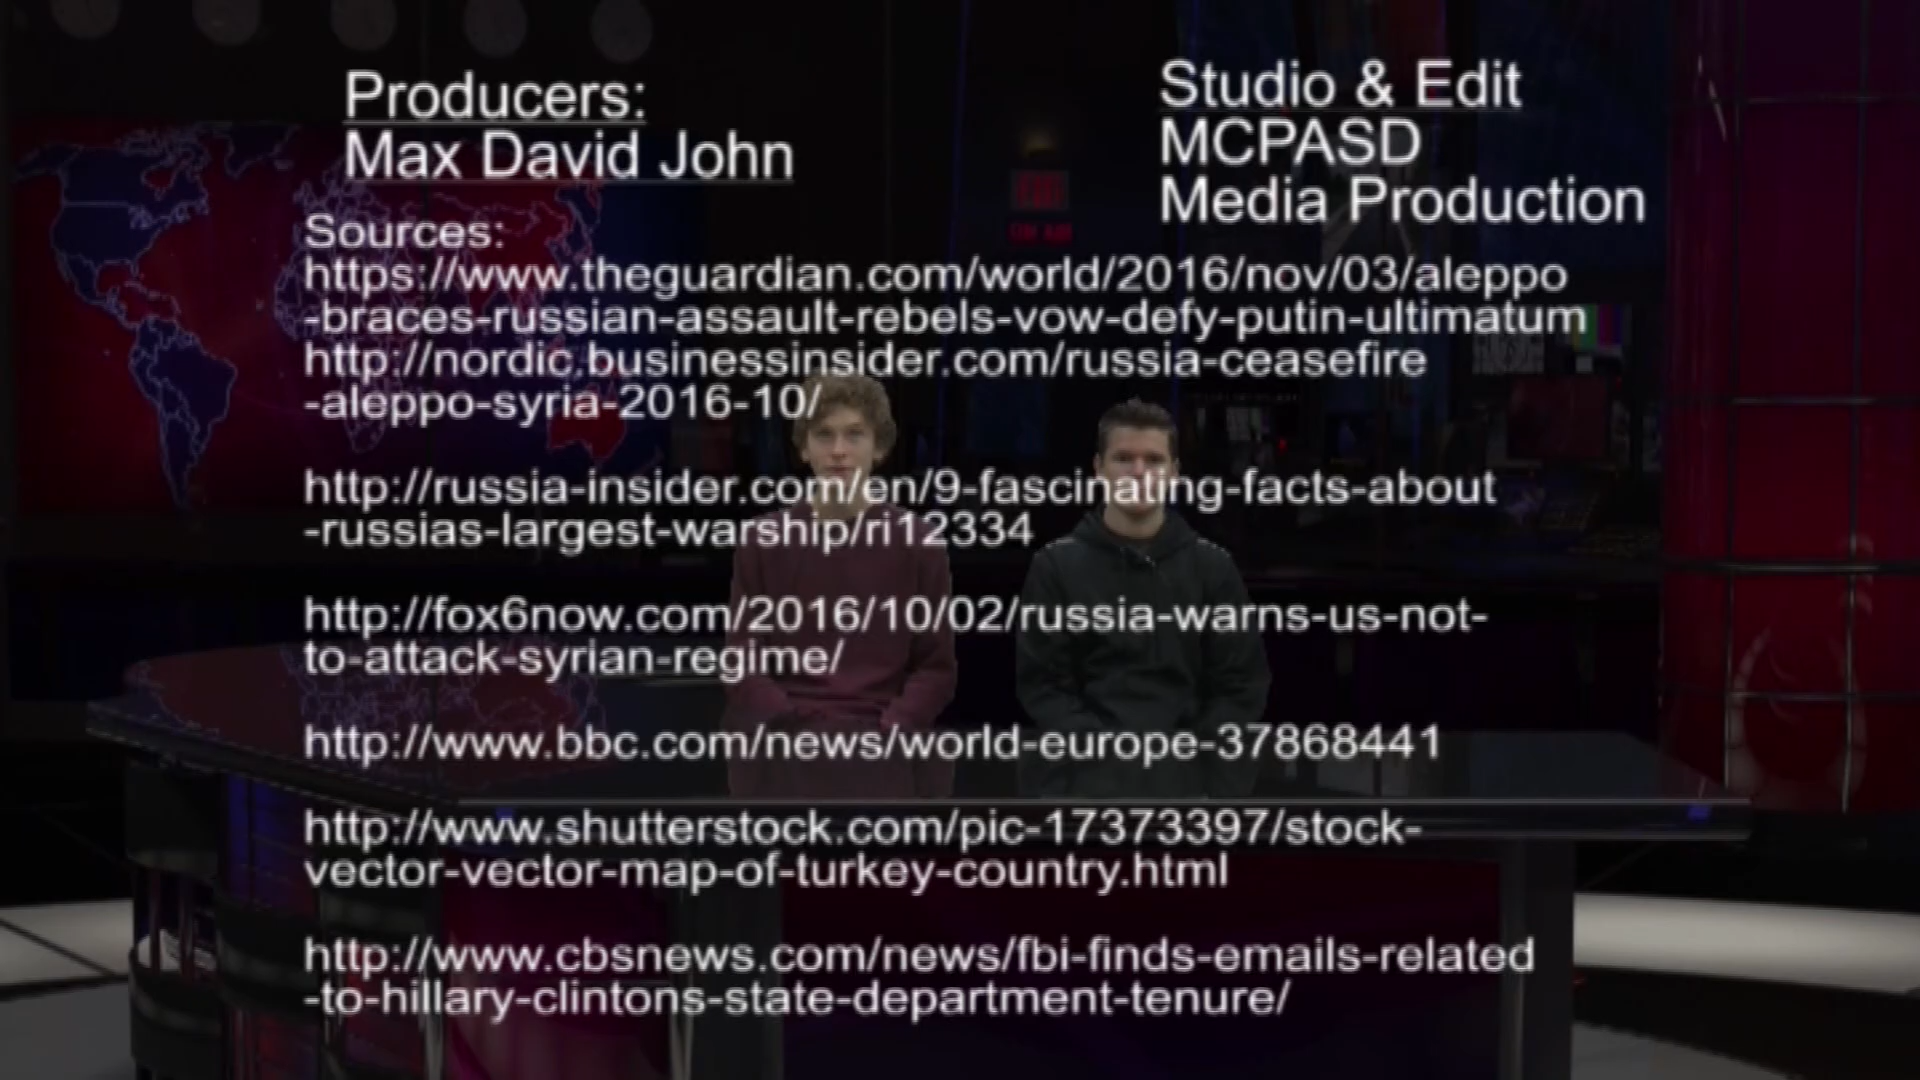 Producers:
Max David John
Studio & Edit
MCPASD
Media Production
Sources:
https://www.theguardian.com/world/2016/nov/03/aleppo
-braces-russian-assault-rebels-vow-defy-putin-ultimatum
http://nordic.businessinsider.com/russia-ceasefire
-aleppo-syria-2016-10/
http://russia-insider.com/en/9-fascinating-facts-about
-russias-largest-warship/ri12334
http://fox6now.com/2016/10/02/russia-warns-us-not-
to-attack-syrian-regime/
http://www.bbc.com/news/world-europe-37868441
http://www.shutterstock.com/pic-17373397/stock-
vector-vector-map-of-turkey-country.html
http://www.cbsnews.com/news/fbi-finds-emails-related
-to-hillary-clintons-state-department-tenure/